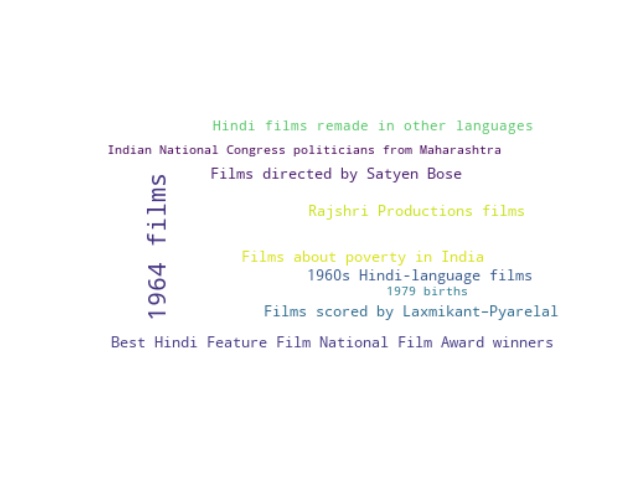 Hindi films remade in other languages
Indian National Congress politicians from Maharashtra
Films directed by Satyen Bose
1964 films
Rajshri Productions films
Films about poverty in India
1960s Hindi-language films
1979 births
Films scored by Laxmikant–Pyarelal
Best Hindi Feature Film National Film Award winners